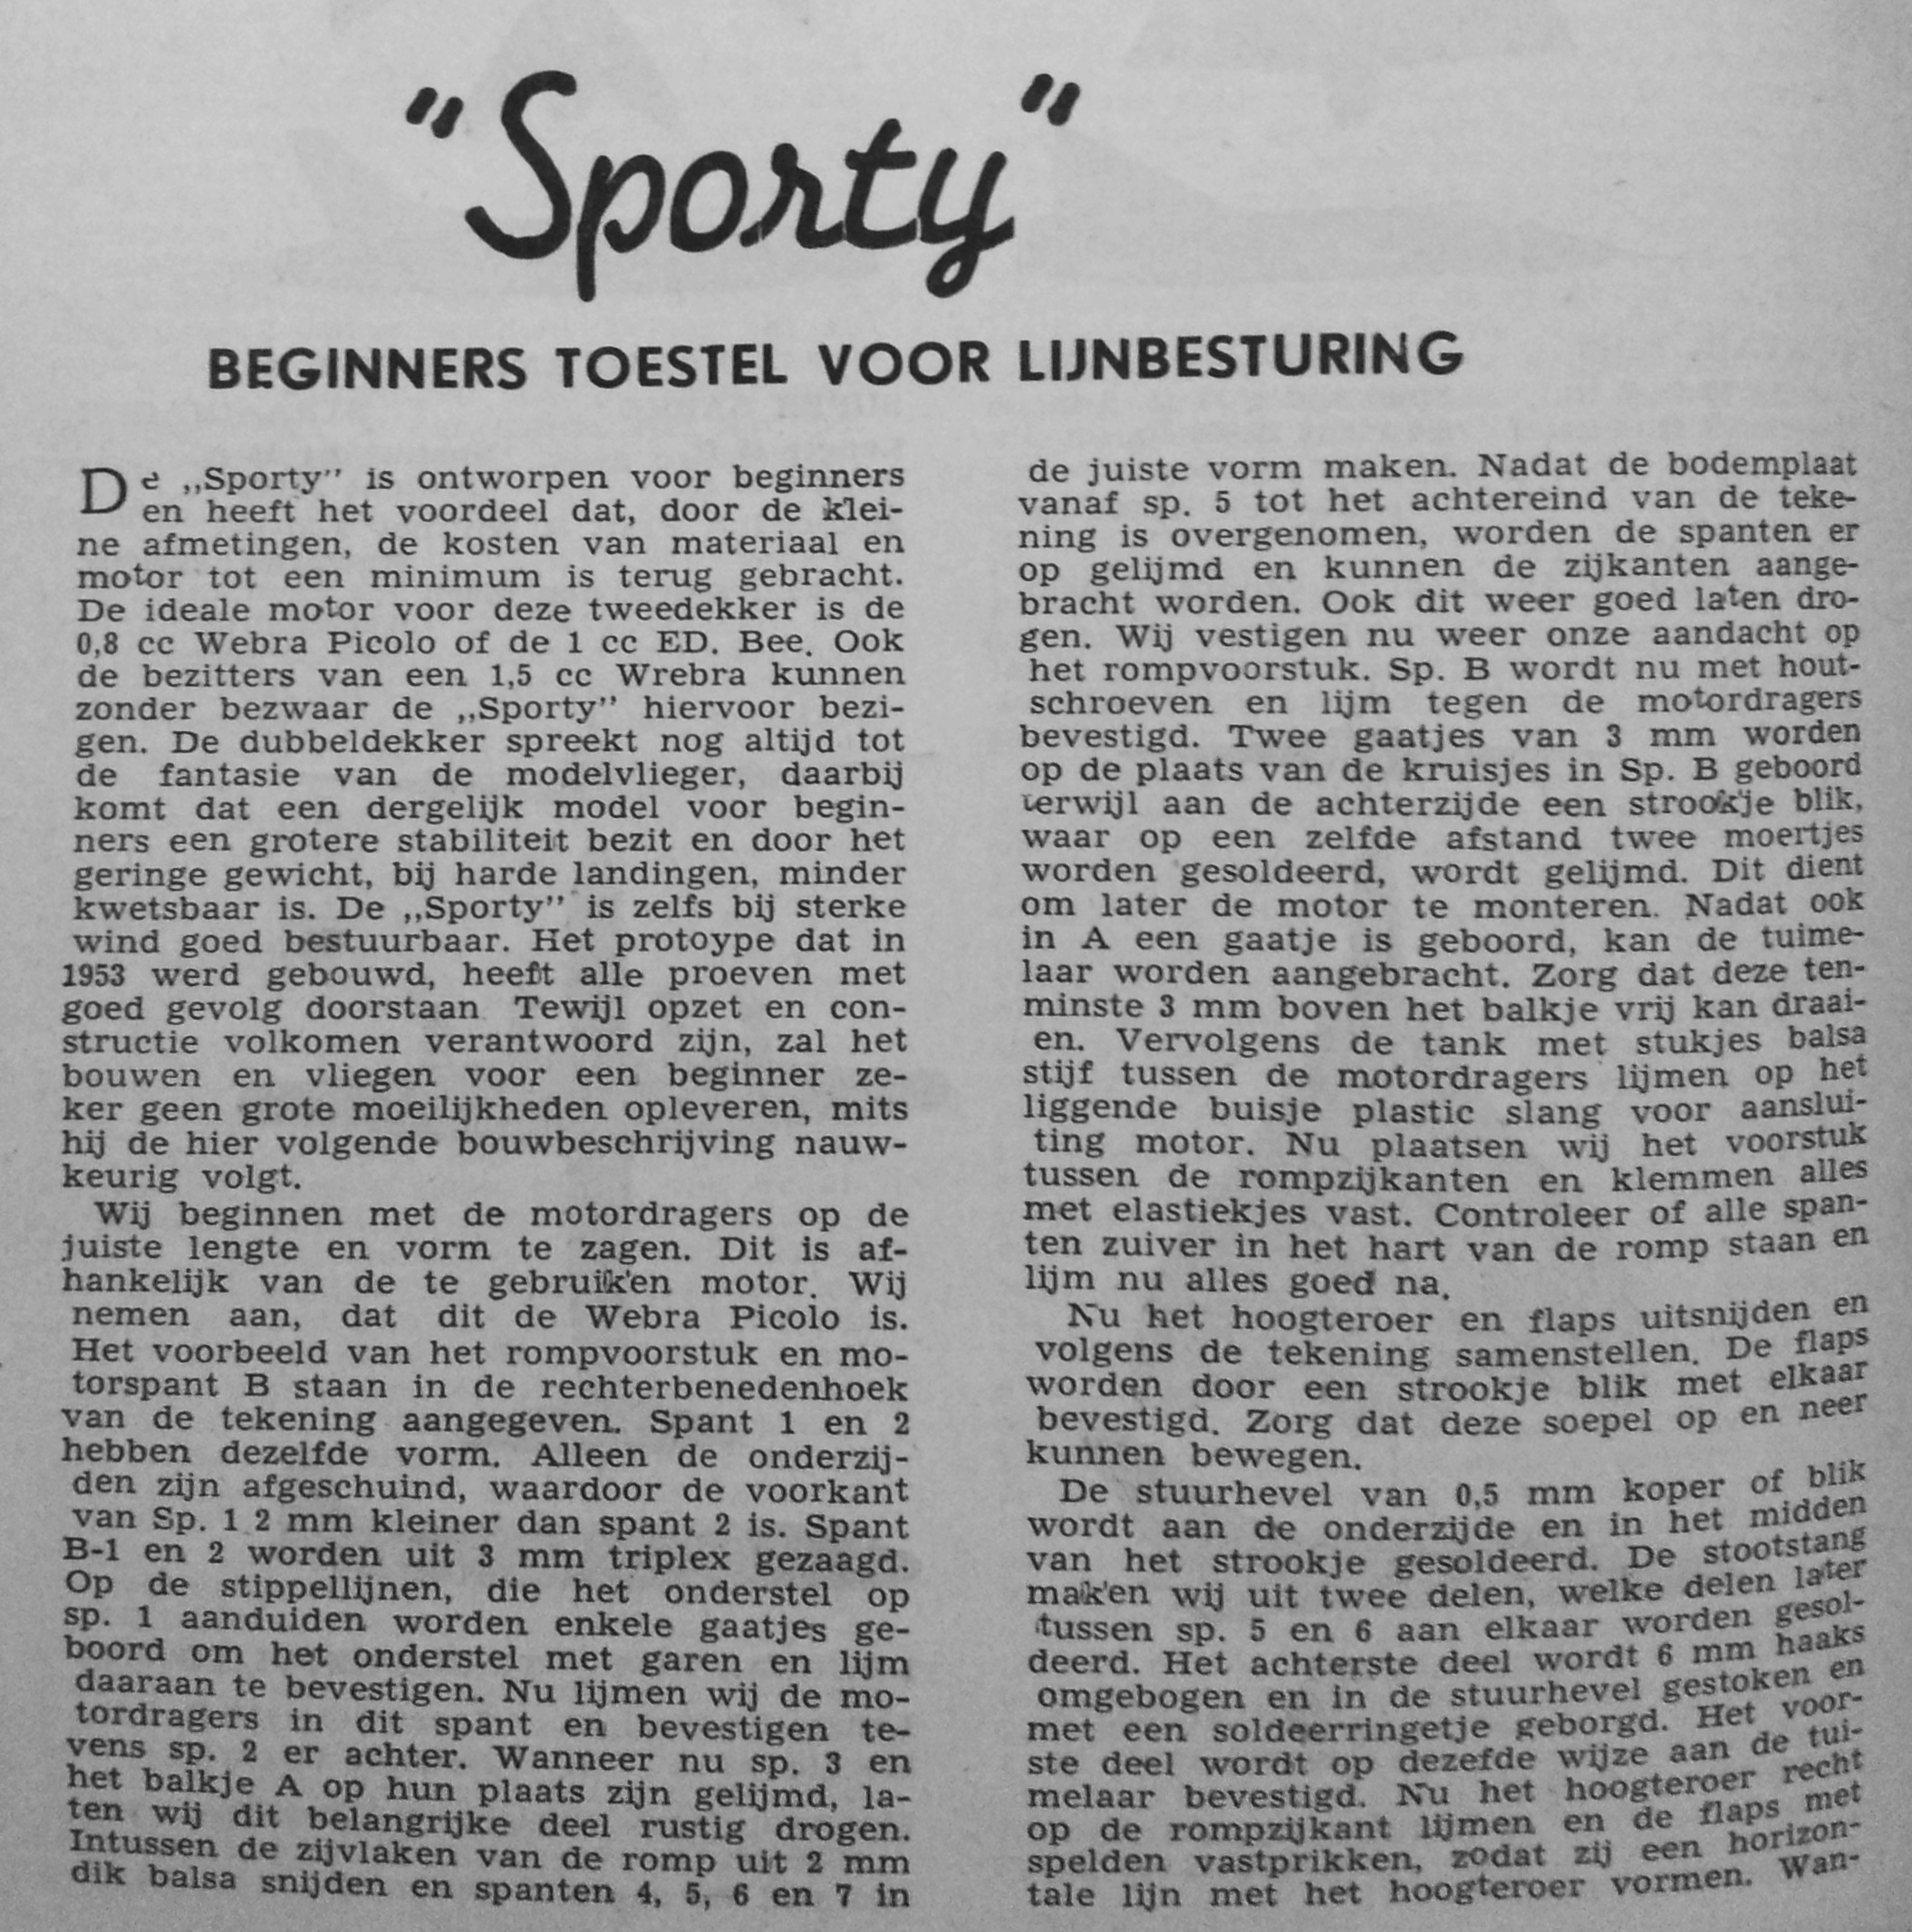 "Sporty"
BEGINNERS TOESTEL VOOR LIJNBESTURING
De „Sporty" is ontworpen voor beginners
en heeft het voordeel dat, door de klei-
ne afmetingen, de kosten van materiaal en
motor tot een minimum is terug gebracht.
De ideale motor voor deze tweedekker is de
0,8 cc Webra Picolo of de 1 cc ED. Bee. Ook
de bezitters van een 1,5 cc Wrebra kunnen
zonder bezwaar de „Sporty" hiervoor bezi-
gen. De dubbeldekker spreekt nog altijd tot
de fantasie van de modelvlieger, daarbij
komt dat een dergelijk model voor begin-
ners een grotere stabiliteit bezit en door het
geringe gewicht, bij harde landingen, minder
kwetsbaar is. De „Sporty" is zelfs bij sterke
wind goed bestuurbaar. Het protoype dat in
1953 werd gebouwd, heeft alle proeven met
goed gevolg doorstaan Tewijl opzet en con-
structie volkomen verantwoord zijn, zal het
bouwen en vliegen voor een beginner ze-
ker geen grote moeilijkheden opleveren, mits
hij de hier volgende bouwbeschrijving nauw-
keurig volgt.
Wij beginnen met de motordragers op de
juiste lengte en vorm te zagen. Dit is af-
hankelijk van de te gebruiken motor. Wij
nemen aan, dat dit de Webra Picolo is.
Het voorbeeld van het rompvoorstuk en mo-
torspant B staan in de rechterbenedenhoek
van de tekening aangegeven. Spant 1 en 2
hebben dezelfde vorm. Alleen de onderzij-
den zijn afgeschuind, waardoor de voorkant
van Sp. 1 2 mm kleiner dan spant 2 is. Spant
B-1 en 2 worden uit 3 mm triplex gezaagd.
Op de stippellijnen, die het onderstel op
sp. 1 aanduiden worden enkele gaatjes ge-
boord om het onderstel met garen en lijm
daaraan te bevestigen. Nu lijmen wij de mo-
tordragers in dit spant en bevestigen te-
vens sp. 2 er achter. Wanneer nu sp. 3 en
het balkje A op hun plaats zijn gelijmd, la-
ten wij dit belangrijke deel rustig drogen.
Intussen de zijvlaken van de romp uit 2 mm
dik balsa snijden en spanten 4, 5, 6 en 7 in
de juiste vorm maken. Nadat de bodemplaat
vanaf sp. 5 tot het achtereind van de teke-
ning is overgenomen, worden de spanten er
op gelijmd en kunnen de zijkanten aange-
bracht worden. Ook dit weer goed laten dro-
gen. Wij vestigen nu weer onze aandacht op
het rompvoorstuk. Sp. B wordt nu met hout-
schroeven en lijm tegen de motordragers
bevestigd. Twee gaatjes van 3 mm worden
op de plaats van de kruisjes in Sp. B geboord
terwijl aan de achterzijde een strookje blik,
waar op een zelfde afstand twee moertjes
worden gesoldeerd, wordt gelijmd. Dit dient
om later de motor te monteren. Nadat ook
in A een gaatje is geboord, kan de tuime-
laar worden aangebracht. Zorg dat deze ten-
minste 3 mm boven het balkje vrij kan draai-
en. Vervolgens de tank met stukjes balsa
stijf tussen de motordragers lijmen op het
liggende buisje plastic slang voor aanslui-
ting motor. Nu plaatsen wij het voorstuk
tussen de rompzijkanten en klemmen alles
met elastiekjes vast. Controleer of alle span-
ten zuiver in het hart van de romp staan en
lijm nu alles goed na.
Nu het hoogteroer en flaps uitsnijden en
volgens de tekening samenstellen. De flaps
worden door een strookje blik met elkaar
bevestigd. Zorg dat deze soepel op en neer
kunnen bewegen.
De stuurhevel van 0,5 mm koper of blik
wordt aan de onderzijde en in het midden
van het strookje gesoldeerd. De stootstang
maken wij uit twee delen, welke delen later
tussen sp. 5 en 6 aan elkaar worden gesol-
deerd. Het achterste deel wordt 6 mm haaks
omgebogen en in de stuurhevel gestoken en
met een soldeerringetje geborgd. Het voor-
ste deel wordt op dezefde wijze aan de tui-
melaar bevestigd. Nu het hoogteroer recht
op de rompzijkant lijmen en de flaps met
spelden vastprikken, zodat zij een horizon-
tale lijn met het hoogteroer vormen. Wan-